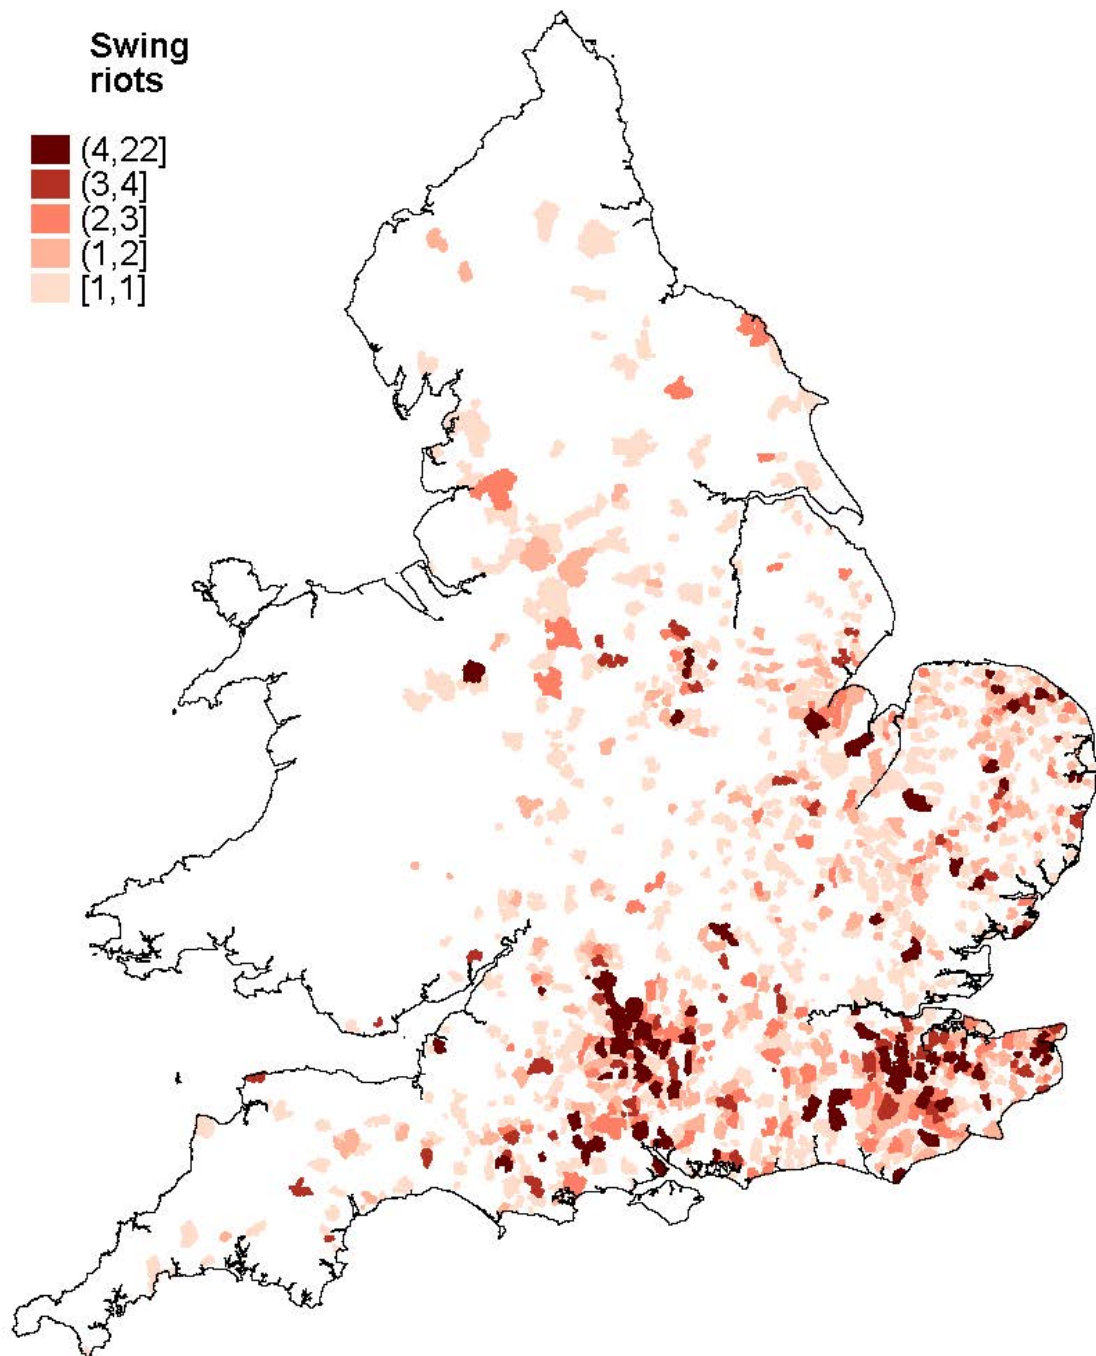 Swing
riots
(4,22]
(3,4]
(2,3]
(1,2]
[1,1]